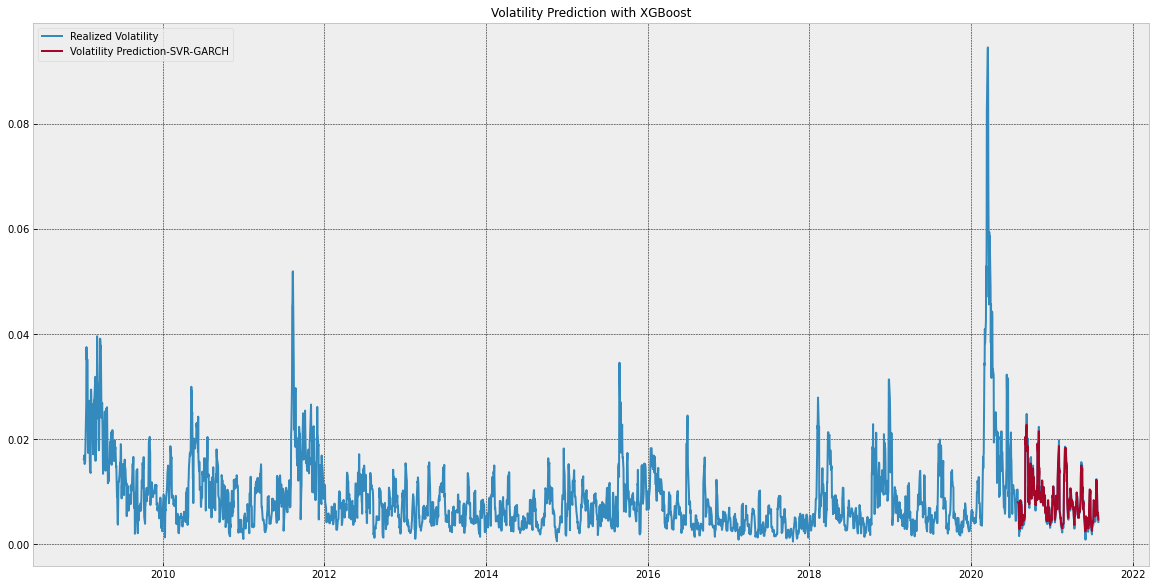 Volatility Prediction with XGBoost
Realized Volatility
Volatility Prediction-SVR-GARCH
0.08
0.06
0.04
0.02
0.00
2010 2012 2014 2016 2018 2020 2022